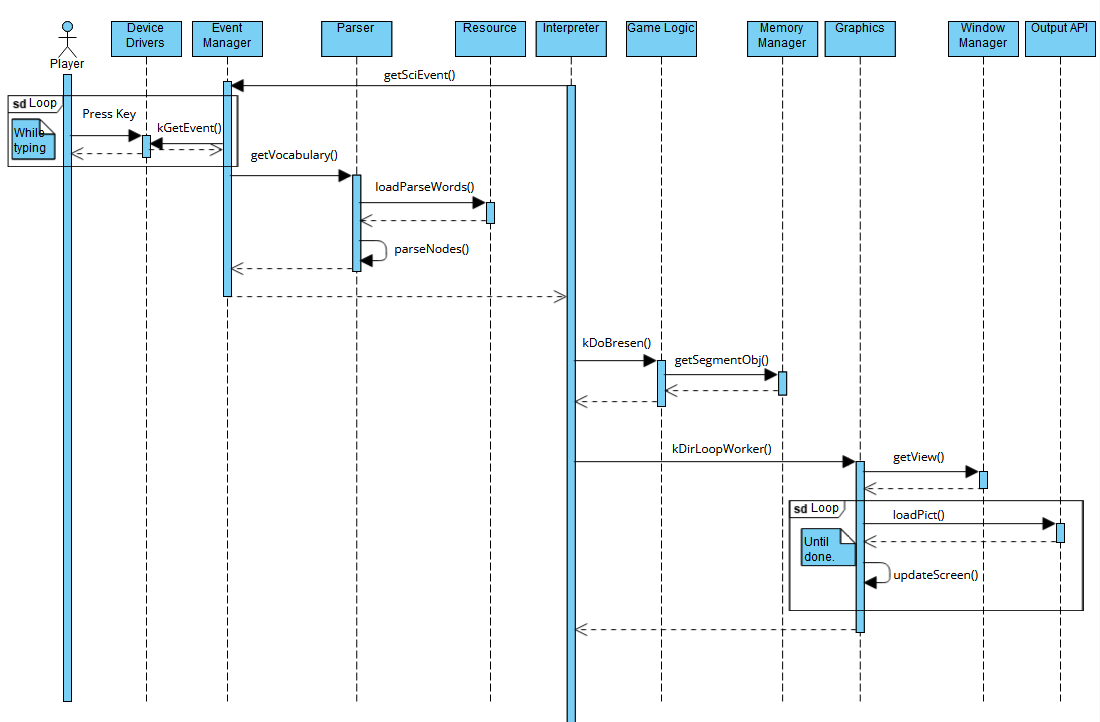 Player
Device
Drivers
Event
Manager
Parser
Resource
Interpreter
Game Logic
Memory
Manager
Graphics
Window
Manager
Output API
getSciEvent()
sd Loop
Press Key
While
typing
kGetEvent()
getVocabulary()
loadParseWords()
parseNodes()
kDoBresen()
getSegmentObj()
kDirLoopWorker()
getView()
sd Loop
loadPict()
Until
done.
updateScreen()